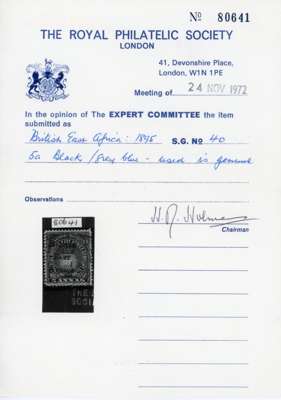 No 80641
THE ROYAL PHILATELIC SOCIETY
LONDON
41, Devonshire Place,
London, W1N 1PE
Meeting of 24 NOV 1972
In the opinion of The EXPERT COMMITTEE the item
submitted as
British East Africa: 1895 S.G. No 40
5a Black/grey blue - used is genuine
Observations
Chairman
80641